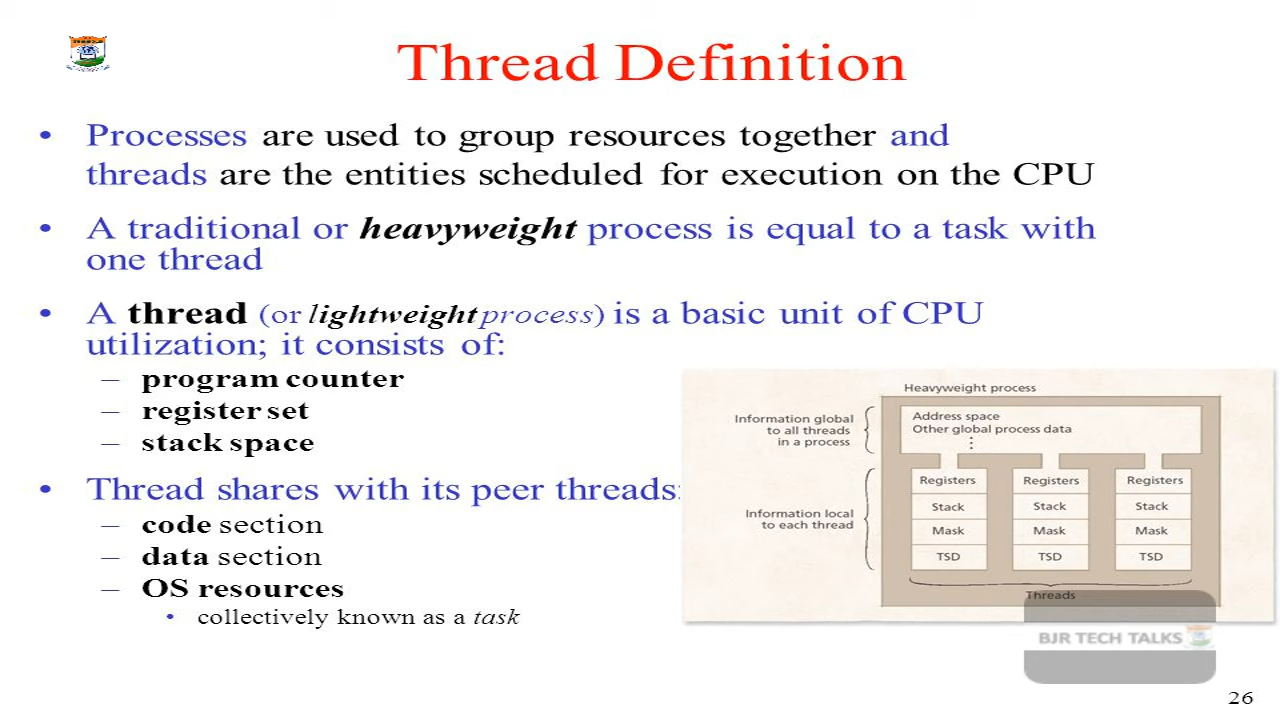 Thread Definition
• Processes are used to group resources together and
threads are the entities scheduled for execution on the CPU
• A traditional or heavyweight process is equal to a task with
one thread
• A thread (or lightweight process) is a basic unit of CPU
utilization; it consists of:
– program counter
– register set
– stack space
• Thread shares with its peer threads:
– code section
– data section
– OS resources
• collectively known as a task
Heavyweight process
Information global
to all threads
in a process
Address space
Other global process data
⋮
Information local
to each thread
Registers Registers Registers
Stack Stack Stack
Mask Mask Mask
TSD TSD TSD
Threads
BJR TECH TALKS
26